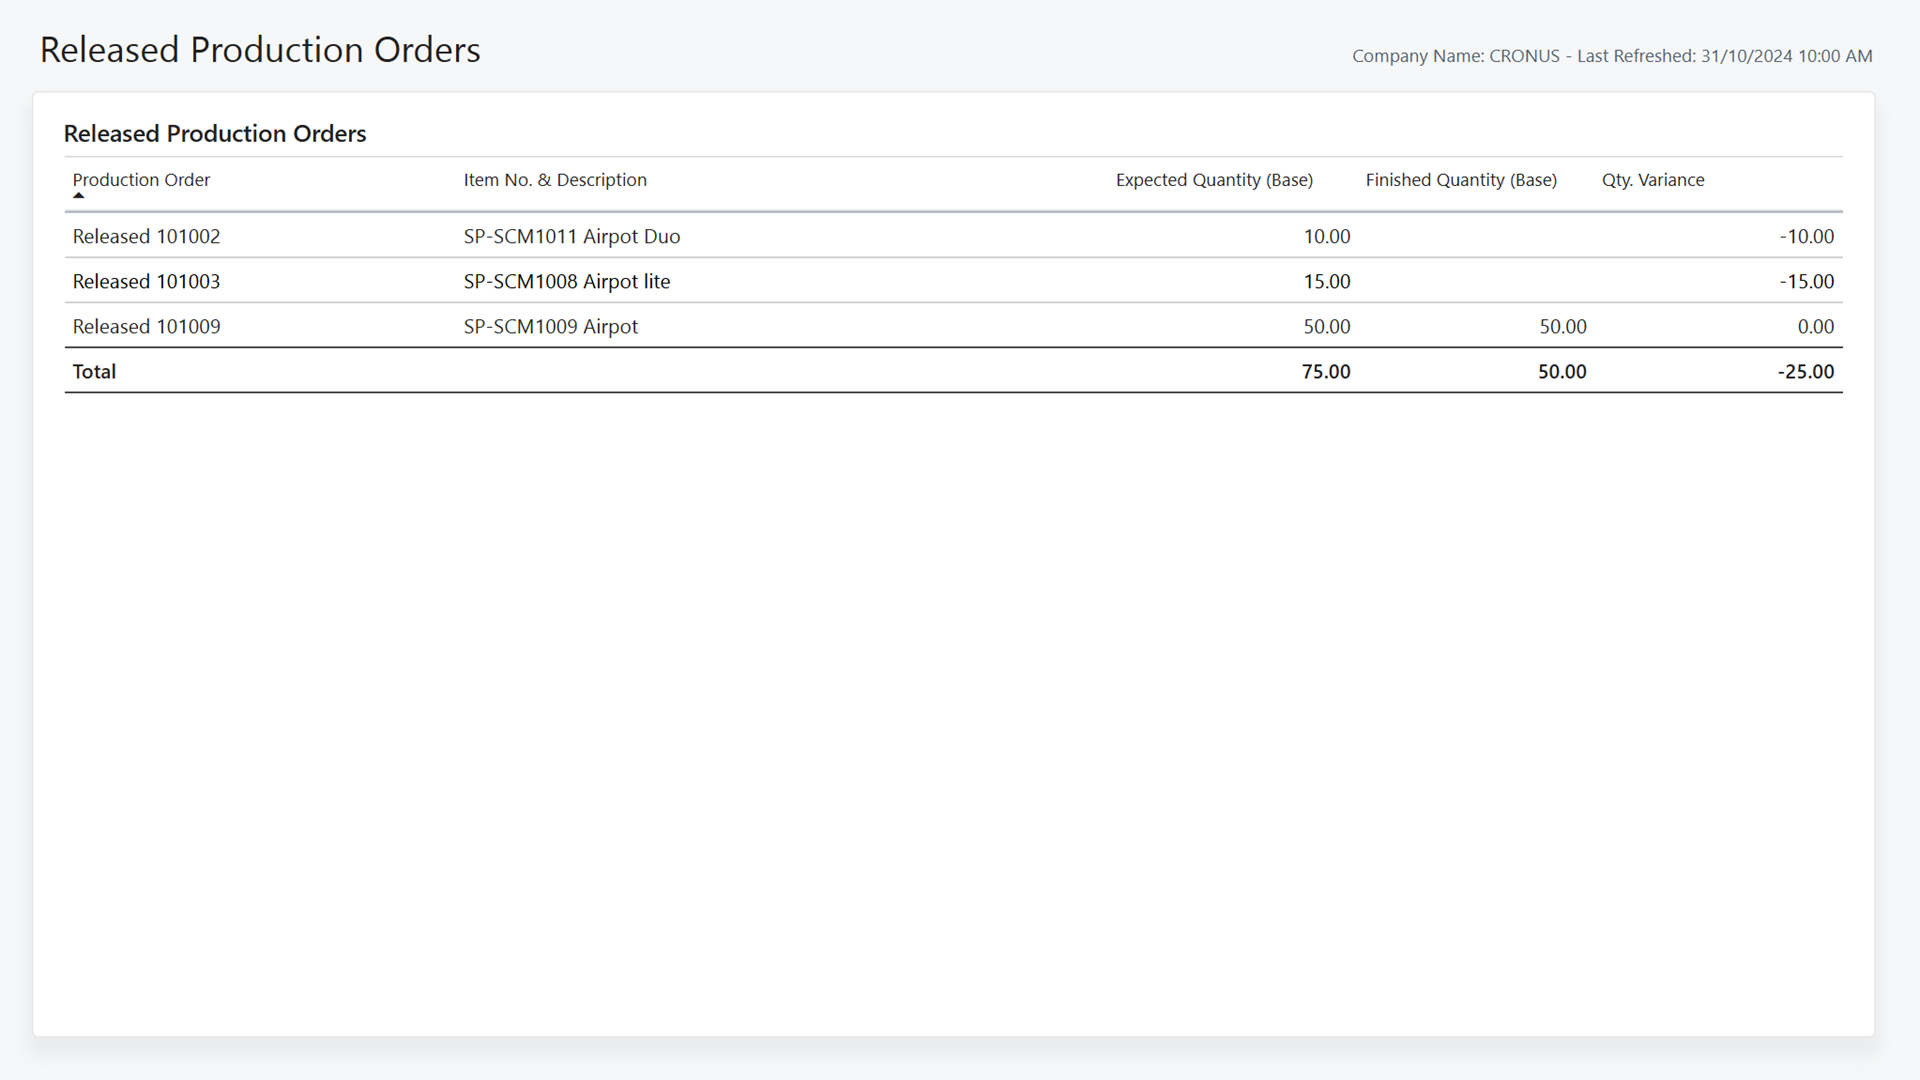 Released Production Orders
Company Name: CRONUS - Last Refreshed: 31/10/2024 10:00 AM
Released Production Orders
Production Order Item No. & Description Expected Quantity (Base) Finished Quantity (Base) Qty. Variance
Released 101002 SP-SCM1011 Airpot Duo 10.00 -10.00
Released 101003 SP-SCM1008 Airpot lite 15.00 -15.00
Released 101009 SP-SCM1009 Airpot 50.00 50.00 0.00
Total 75.00 50.00 -25.00